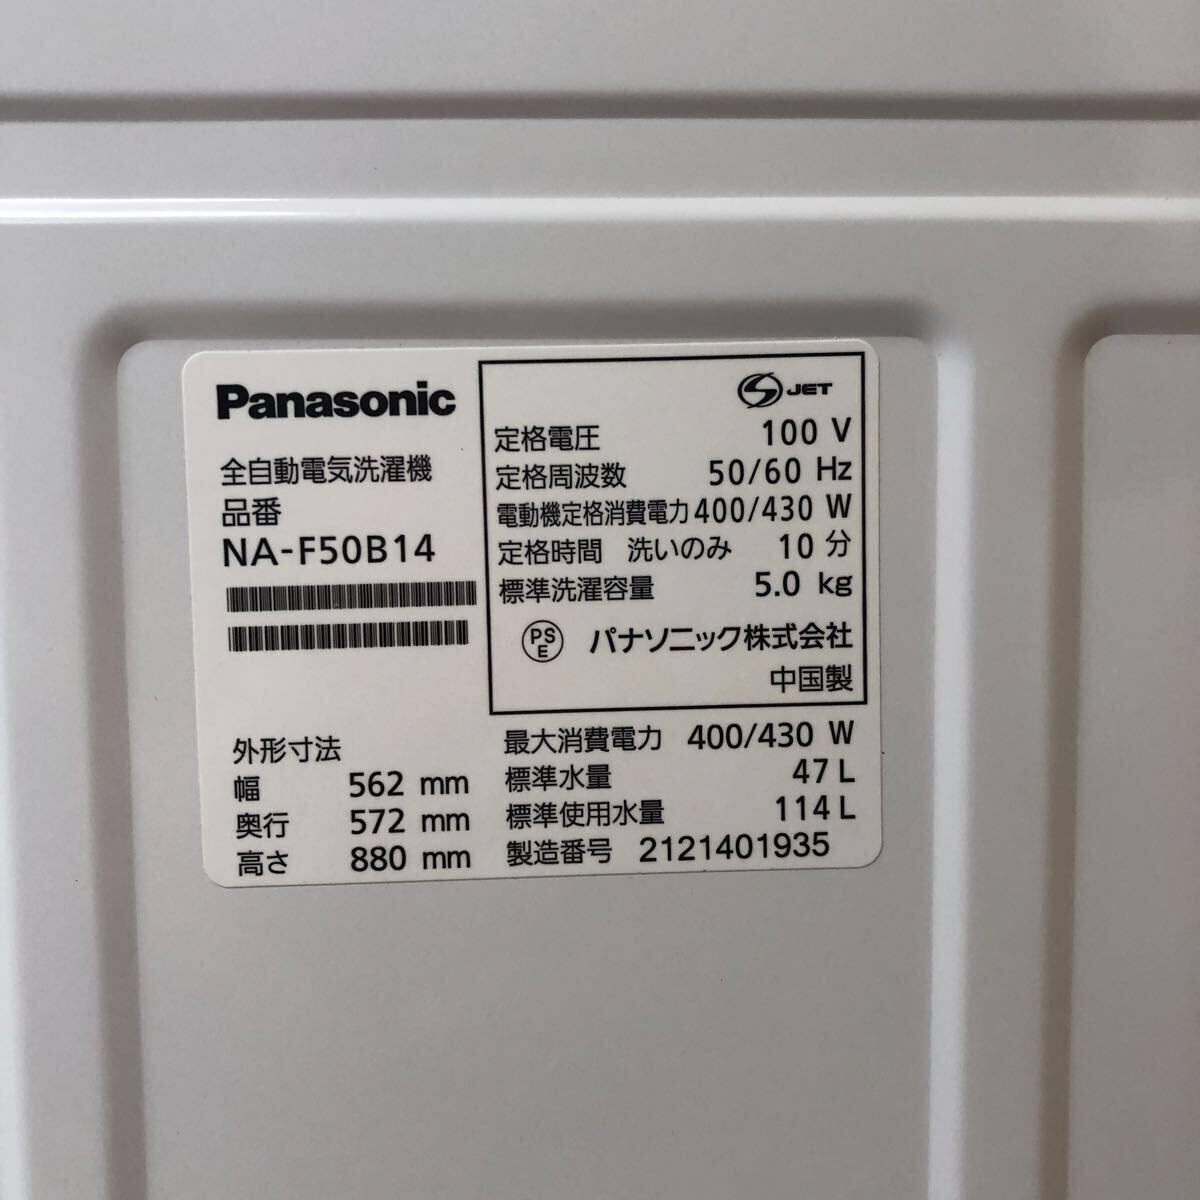 Panasonic
全自動電気洗濯機
品番
NA-F50B14
JET
定格電圧 100 V
定格周波数 50/60 Hz
電動機定格消費電力 400/430 W
定格時間 洗いのみ 10 分
標準洗濯容量 5.0 kg
PS
E
パナソニック株式会社
中国製
外形寸法
幅 562 mm
奥行 572 mm
高さ 880 mm
最大消費電力 400/430 W
標準水量 47 L
標準使用水量 114 L
製造番号 2121401935